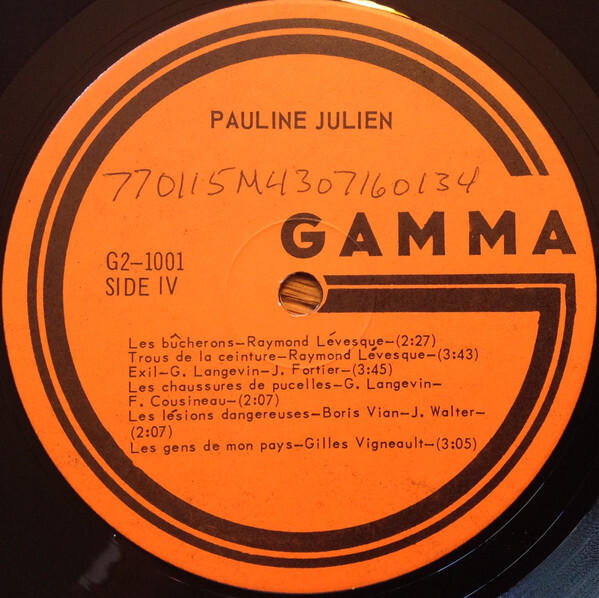 PAULINE JULIEN
770115M4307160134
GAMMA
G2-1001
SIDE IV
Les bûcherons-Raymond Lévesque-(2:27)
Trous de la ceinture-Raymond Lévesque-(3:43)
Exil-G. Langevin-J. Fortier-(3:45)
Les chaussures de pucelles-G. Langevin-
F. Cousineau-(2:07)
Les lésions dangereuses-Boris Vian-J. Walter-
(2:07)
Les gens de mon pays-Gilles Vigneault-(3:05)